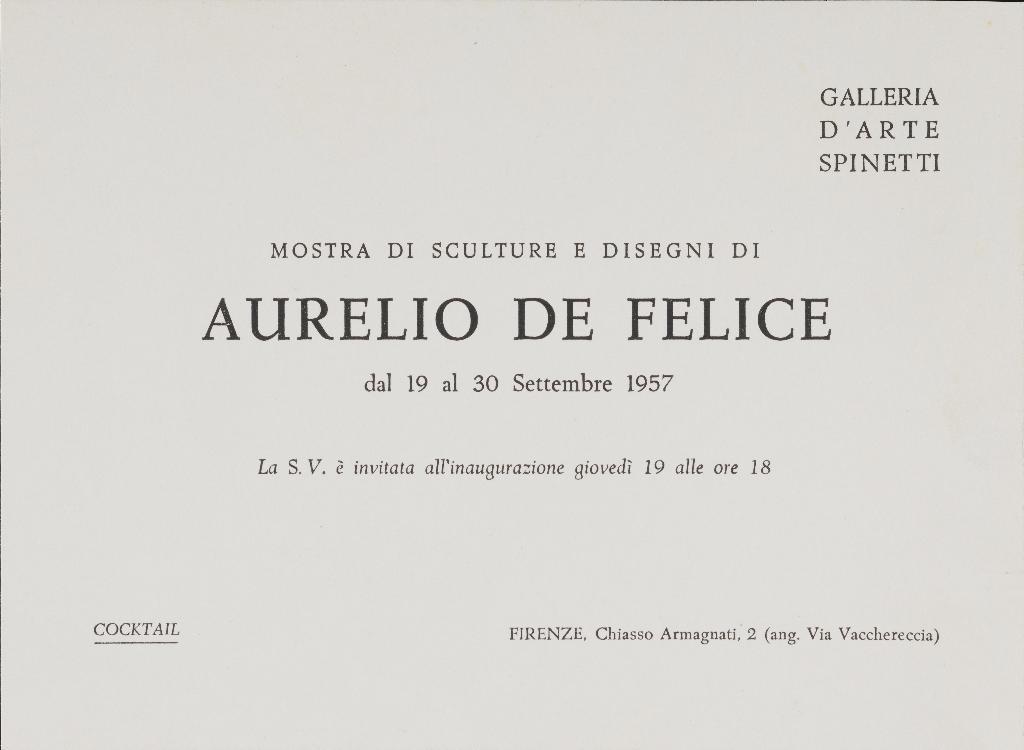 GALLERIA
D'ARTE
SPINETTI
MOSTRA DI SCULTURE E DISEGNI DI
AURELIO DE FELICE
dal 19 al 30 Settembre 1957
La S. V. è invitata all'inaugurazione giovedì 19 alle ore 18
COCKTAIL
FIRENZE, Chiasso Armagnati, 2 (ang. Via Vacchereccia)